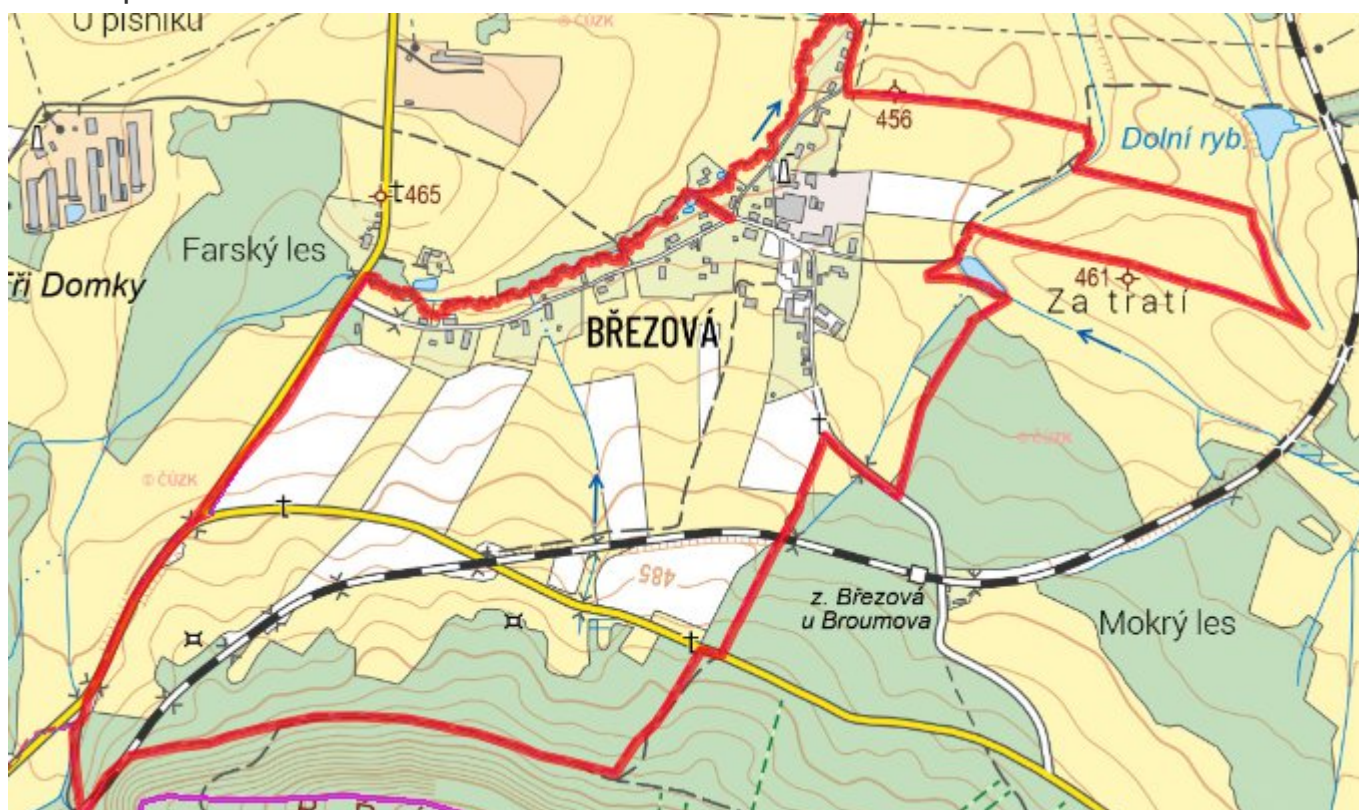 U písníku
© ČÚZK
456
Dolní ryb.
465
Farský les
ři Domky
461
Za tratí
BŘEZOVÁ
© ČÚZK
© ČÚZK
485
z. Březová
u Broumova
Mokrý les